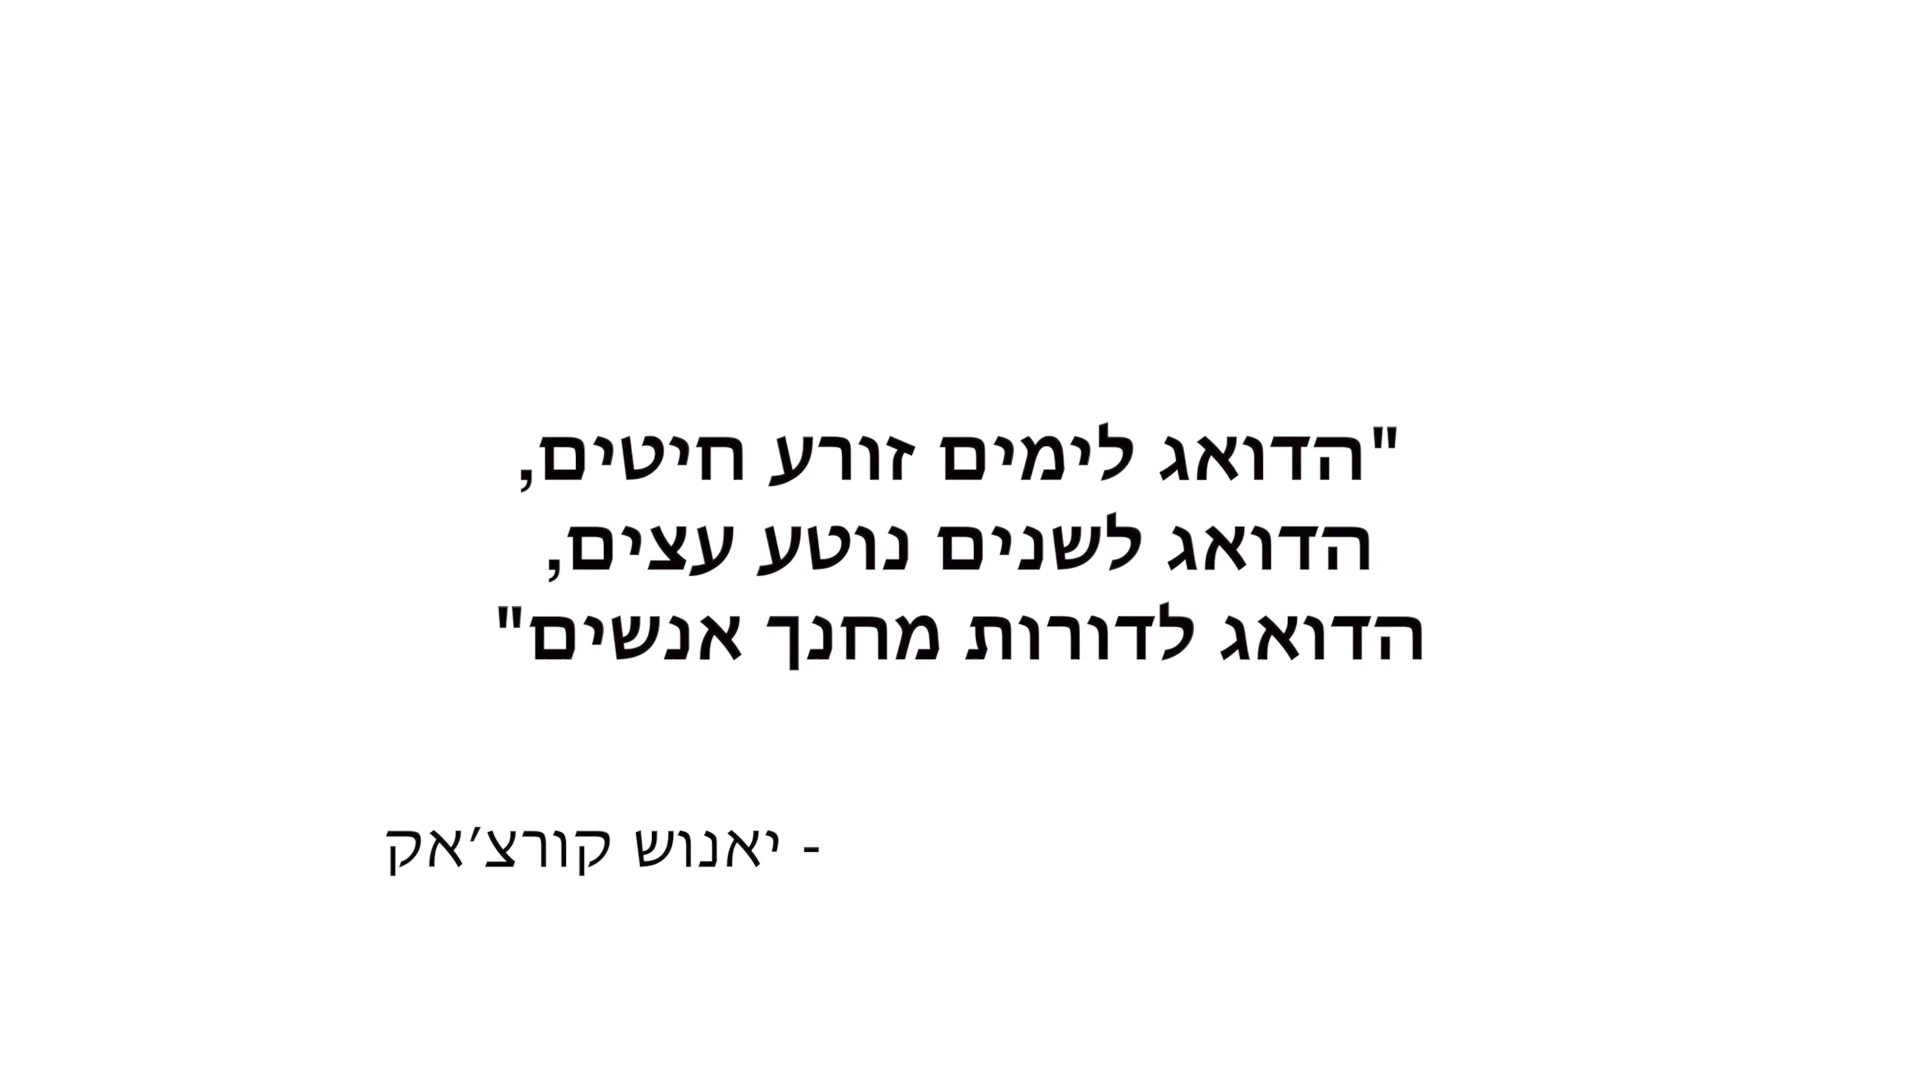 "הדואג לימים זורע חיטים,
הדואג לשנים נוטע עצים,
הדואג לדורות מחנך אנשים"
- יאנוש קורצ׳אק